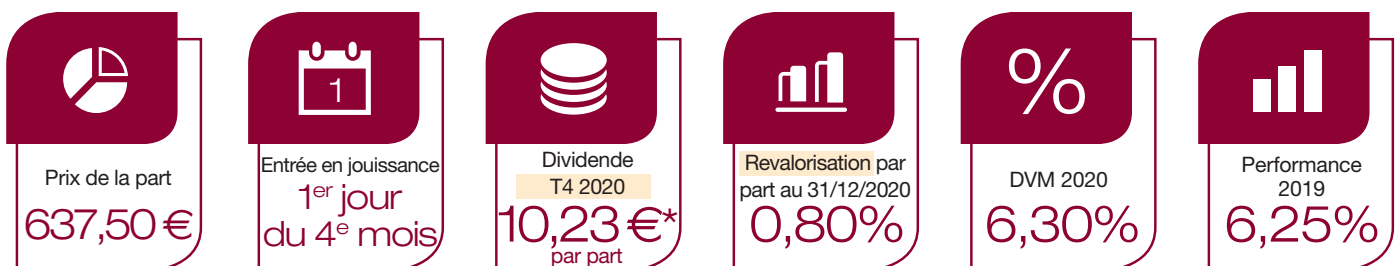 Prix de la part
637,50 €
1
Entrée en jouissance
1er jour
du 4e mois
Dividende
T4 2020
10,23 €*
par part
Revalorisation par
part au 31/12/2020
0,80%
%
DVM 2020
6,30%
Performance
2019
6,25%